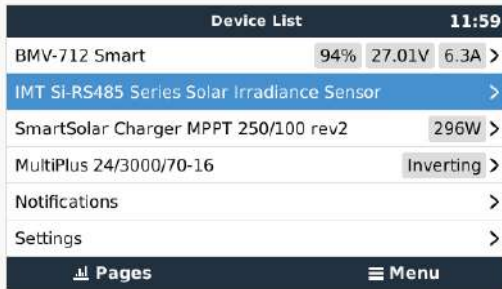 Device List 11:59
BMV-712 Smart 94% 27.01V 6.3A >
IMT Si-RS485 Series Solar Irradiance Sensor >
SmartSolar Charger MPPT 250/100 rev2 296W >
MultiPlus 24/3000/70-16 Inverting >
Notifications >
Settings >
Pages Menu